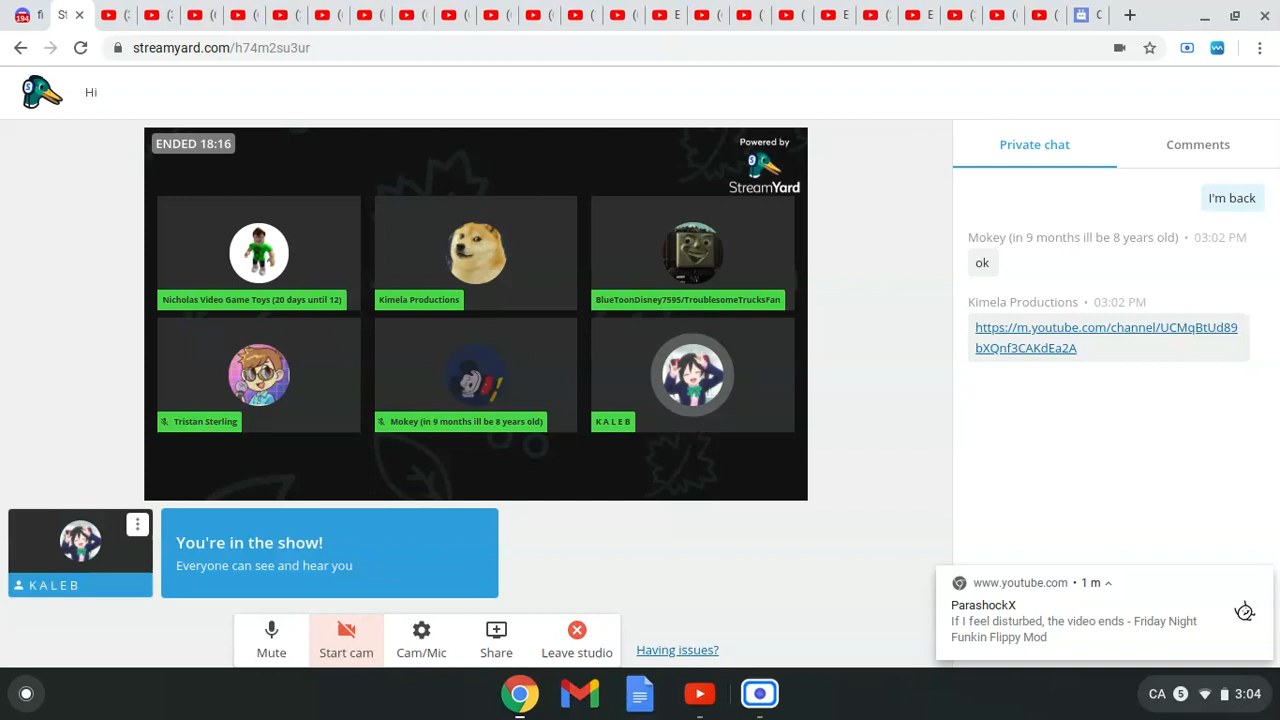 194
streamyard.com/h74m2su3ur
Hi
ENDED 18:16
Powered by
StreamYard
Nicholas Video Game Toys (20 days until 12)
Kimela Productions
BlueToonDisney7595/TroublesomeTrucksFan
Tristan Sterling
Mokey (in 9 months ill be 8 years old)
K A L E B
Private chat
Comments
I'm back
Mokey (in 9 months ill be 8 years old) • 03:02 PM
ok
Kimela Productions • 03:02 PM
https://m.youtube.com/channel/UCMqBtUd89
bXQnf3CAKdEa2A
K A L E B
You're in the show!
Everyone can see and hear you
www.youtube.com • 1 m
ParashockX
If I feel disturbed, the video ends - Friday Night
Funkin Flippy Mod
Mute
Start cam
Cam/Mic
Share
Leave studio
Having issues?
CA
5
3:04